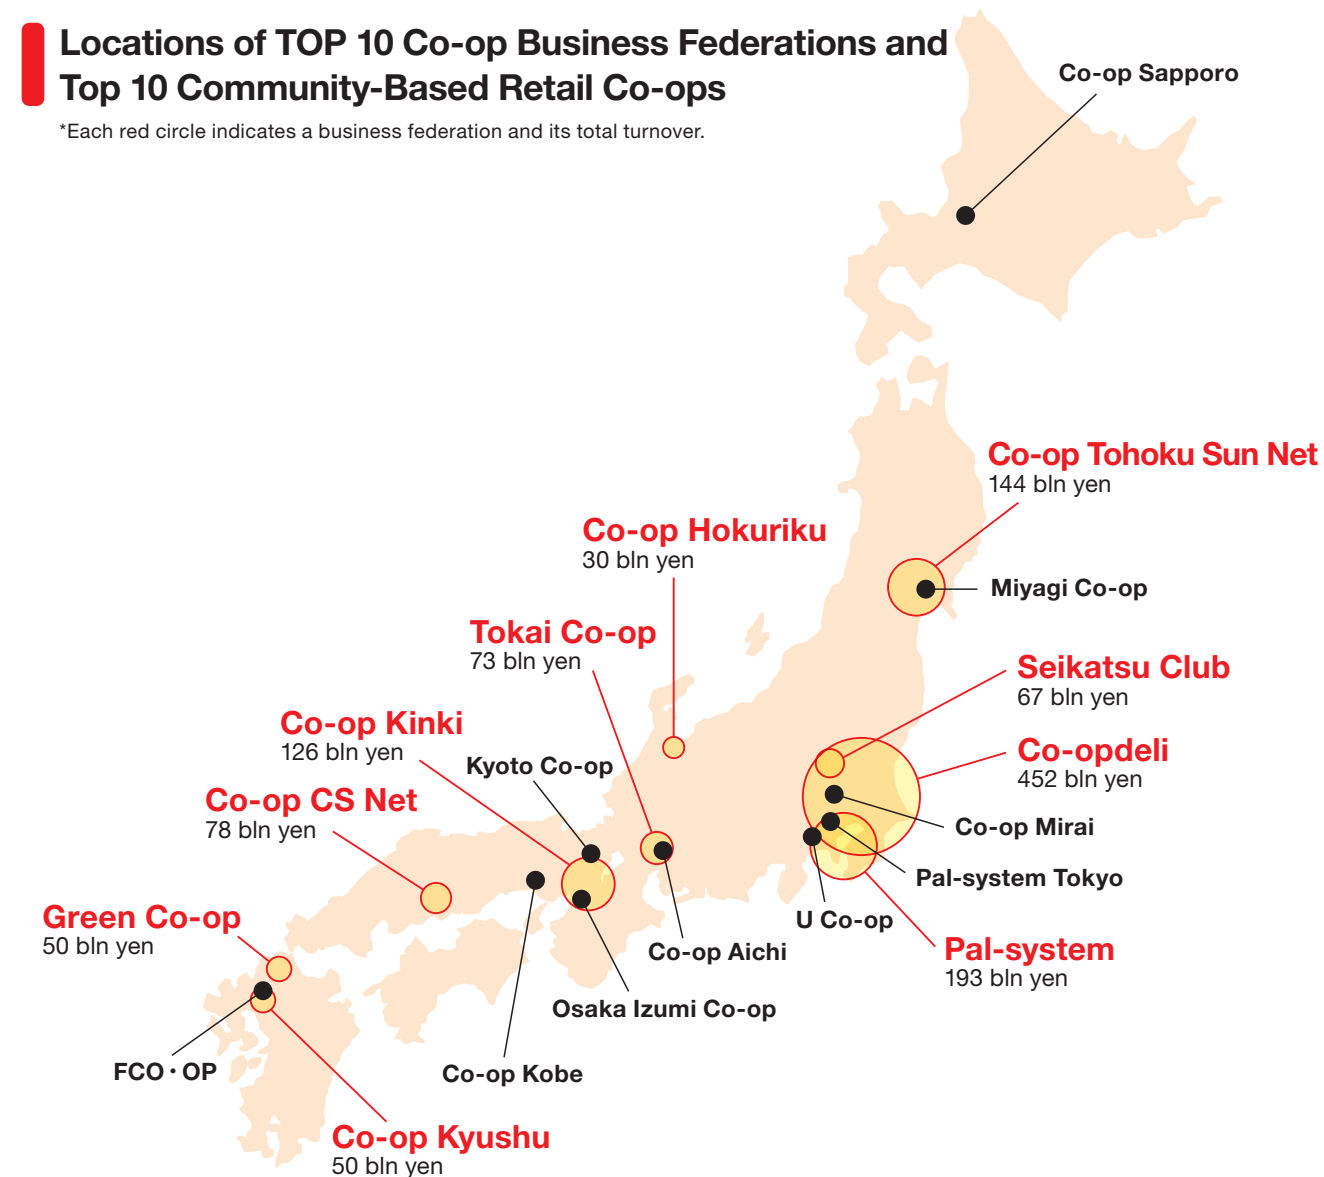 Locations of TOP 10 Co-op Business Federations and
Top 10 Community-Based Retail Co-ops
*Each red circle indicates a business federation and its total turnover.
Co-op Sapporo
Co-op Tohoku Sun Net
144 bln yen
Co-op Hokuriku
30 bln yen
Miyagi Co-op
Tokai Co-op
73 bln yen
Seikatsu Club
67 bln yen
Co-op Kinki
126 bln yen
Co-opdeli
452 bln yen
Kyoto Co-op
Co-op CS Net
78 bln yen
Co-op Mirai
Pal-system Tokyo
Green Co-op
50 bln yen
U Co-op
Co-op Aichi
Pal-system
193 bln yen
Osaka Izumi Co-op
FCO・OP
Co-op Kobe
Co-op Kyushu
50 bln yen